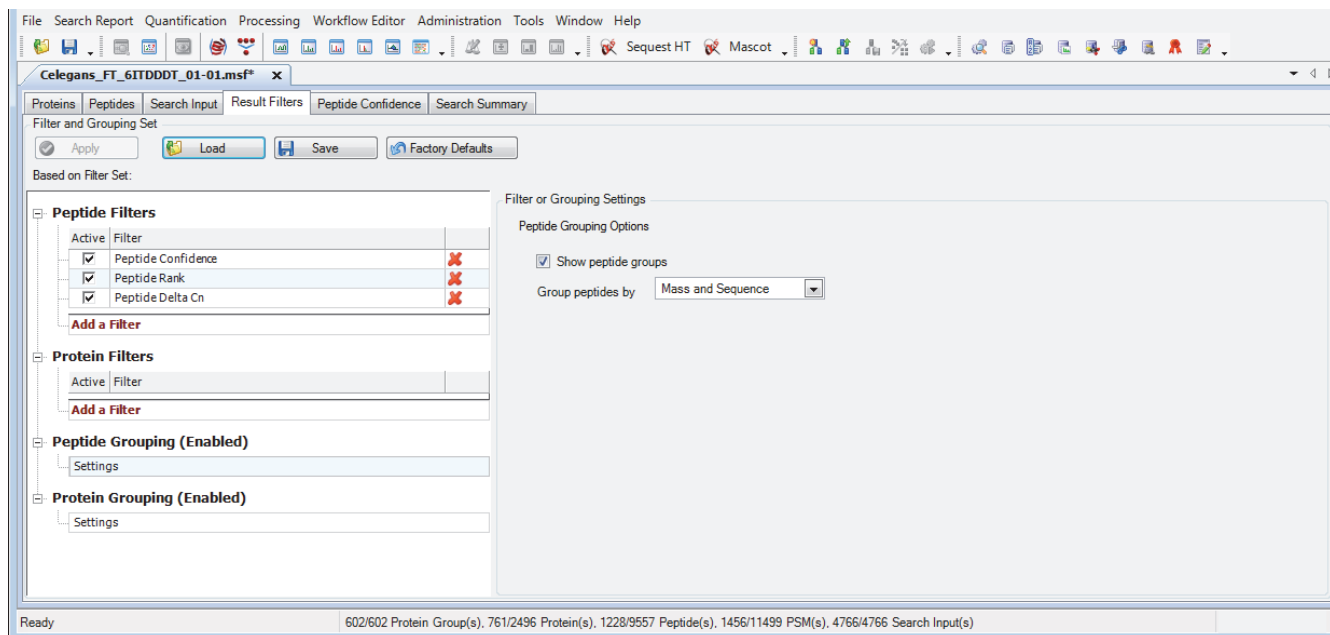 File Search Report Quantification Processing Workflow Editor Administration Tools Window Help
Sequest HT Mascot
Celegans_FT_6ITDDDT_01-01.msf* x
Proteins Peptides Search Input Result Filters Peptide Confidence Search Summary
Filter and Grouping Set
Apply Load Save Factory Defaults
Based on Filter Set:
Filter or Grouping Settings
Peptide Filters
Peptide Grouping Options
Active Filter
Peptide Confidence
Show peptide groups
Peptide Rank
Group peptides by Mass and Sequence
Peptide Delta Cn
Add a Filter
Protein Filters
Active Filter
Add a Filter
Peptide Grouping (Enabled)
Settings
Protein Grouping (Enabled)
Settings
Ready 602/602 Protein Group(s), 761/2496 Protein(s), 1228/9557 Peptide(s), 1456/11499 PSM(s), 4766/4766 Search Input(s)